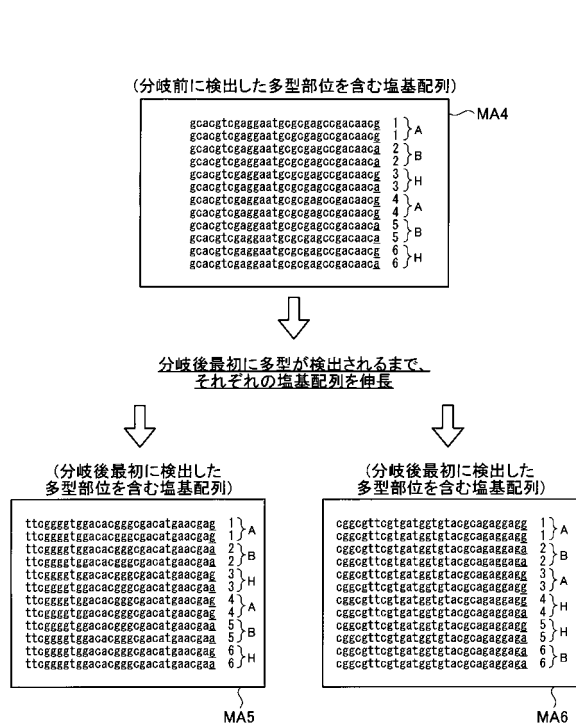 (分岐前に検出した多型部位を含む塩基配列)
MA4
gcacgtcgaggaatgcgcgagccgacaacg 1
gcacgtcgaggaatgcgcgagccgacaacg 1
A
gcacgtcgaggaatgcgcgagccgacaaca 2
gcacgtcgaggaatgcgcgagccgacaaca 2
B
gcacgtcgaggaatgcgcgagccgacaacg 3
gcacgtcgaggaatgcgcgagccgacaaca 3
H
gcacgtcgaggaatgcgcgagccgacaacg 4
gcacgtcgaggaatgcgcgagccgacaacg 4
A
gcacgtcgaggaatgcgcgagccgacaaca 5
gcacgtcgaggaatgcgcgagccgacaaca 5
B
gcacgtcgaggaatgcgcgagccgacaacg 6
gcacgtcgaggaatgcgcgagccgacaaca 6
H
分岐後最初に多型が検出されるまで、
それぞれの塩基配列を伸長
(分岐後最初に検出した
多型部位を含む塩基配列)
ttcggggtggacacgggcgacatgaacgag 1
ttcggggtggacacgggcgacatgaacgag 1
A
ttcggggtggacacgggcgacatgaacgaa 2
ttcggggtggacacgggcgacatgaacgaa 2
B
ttcggggtggacacgggcgacatgaacgag 3
ttcggggtggacacgggcgacatgaacgaa 3
H
ttcggggtggacacgggcgacatgaacgag 4
ttcggggtggacacgggcgacatgaacgag 4
A
ttcggggtggacacgggcgacatgaacgaa 5
ttcggggtggacacgggcgacatgaacgaa 5
B
ttcggggtggacacgggcgacatgaacgag 6
ttcggggtggacacgggcgacatgaacgaa 6
H
MA5
(分岐後最初に検出した
多型部位を含む塩基配列)
cggcgttcgtgatggtgtacgcagaggagg 1
cggcgttcgtgatggtgtacgcagaggagg 1
A
cggcgttcgtgatggtgtacgcagaggaga 2
cggcgttcgtgatggtgtacgcagaggaga 2
B
cggcgttcgtgatggtgtacgcagaggagg 3
cggcgttcgtgatggtgtacgcagaggagg 3
A
4
4
H
5
5
H
cggcgttcgtgatggtgtacgcagaggaga 6
cggcgttcgtgatggtgtacgcagaggaga 6
B
MA6